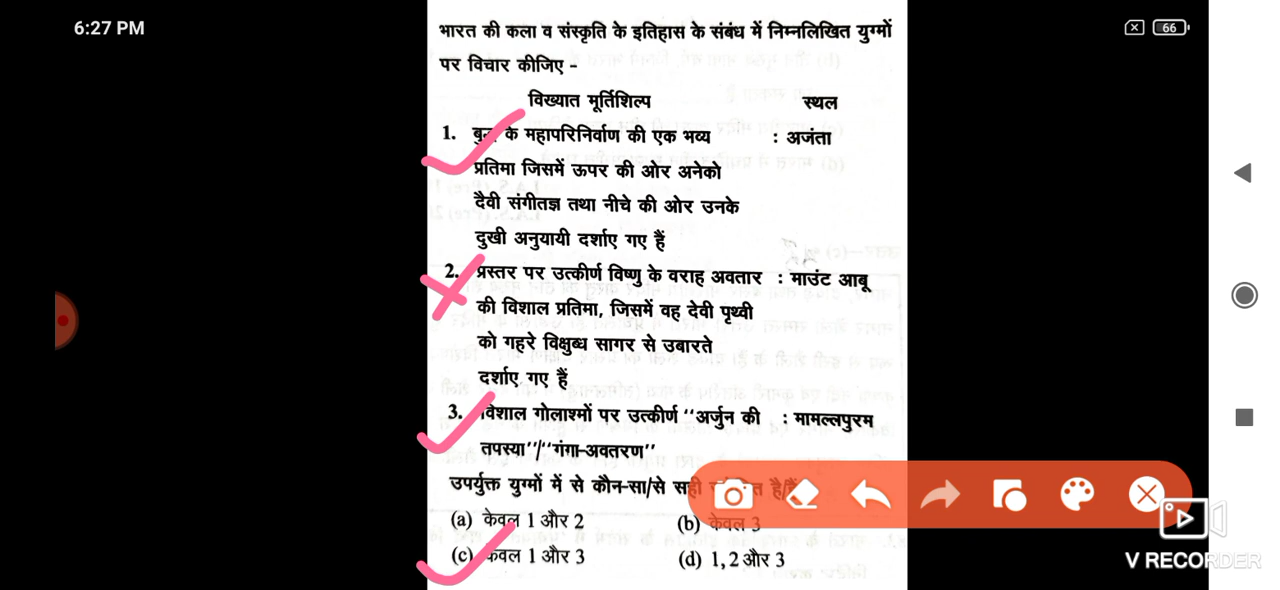 6:27 PM
66
भारत की कला व संस्कृति के इतिहास के संबंध में निम्नलिखित युग्मों
पर विचार कीजिए -
विख्यात मूर्तिशिल्प स्थल
1. बुद्ध के महापरिनिर्वाण की एक भव्य : अजंता
प्रतिमा जिसमें ऊपर की ओर अनेको
दैवी संगीतज्ञ तथा नीचे की ओर उनके
दुखी अनुयायी दर्शाए गए हैं
2. प्रस्तर पर उत्कीर्ण विष्णु के वराह अवतार : माउंट आबू
की विशाल प्रतिमा, जिसमें वह देवी पृथ्वी
को गहरे विक्षुब्ध सागर से उबारते
दर्शाए गए हैं
3. विशाल गोलाश्मों पर उत्कीर्ण "अर्जुन की : मामल्लपुरम
तपस्या"/"गंगा-अवतरण"
उपर्युक्त युग्मों में से कौन-सा/से सही है/हैं
(a) केवल 1 और 2 (b) केवल 3
(c) केवल 1 और 3 (d) 1, 2 और 3
V RECORDER